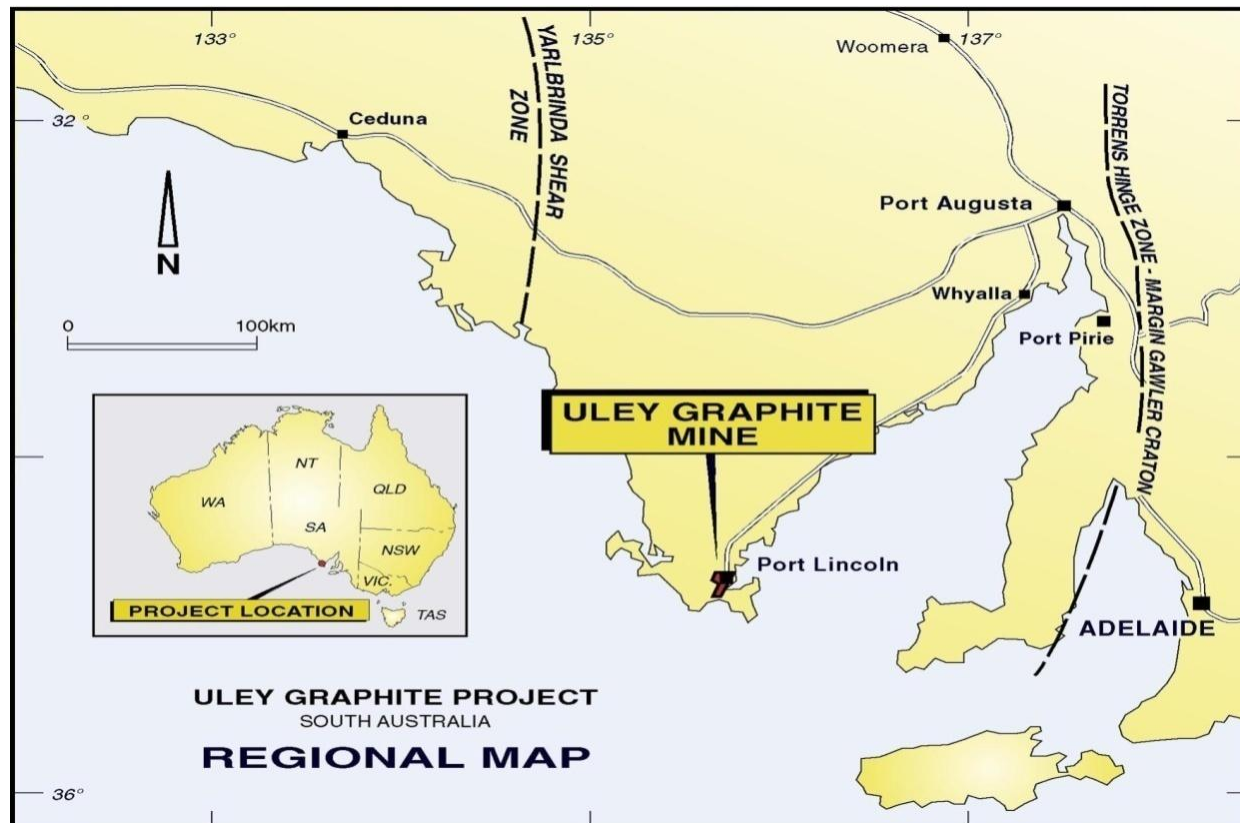 133°
135°
137°
Woomera
YARLBRINDA SHEAR
ZONE
TORRENS HINGE ZONE - MARGIN GAWLER CRATON
32°
Ceduna
Port Augusta
N
Whyalla
0 100km
Port Pirie
ULEY GRAPHITE
MINE
NT
WA
QLD
SA
NSW
VIC.
PROJECT LOCATION
TAS
Port Lincoln
ADELAIDE
ULEY GRAPHITE PROJECT
SOUTH AUSTRALIA
REGIONAL MAP
36°